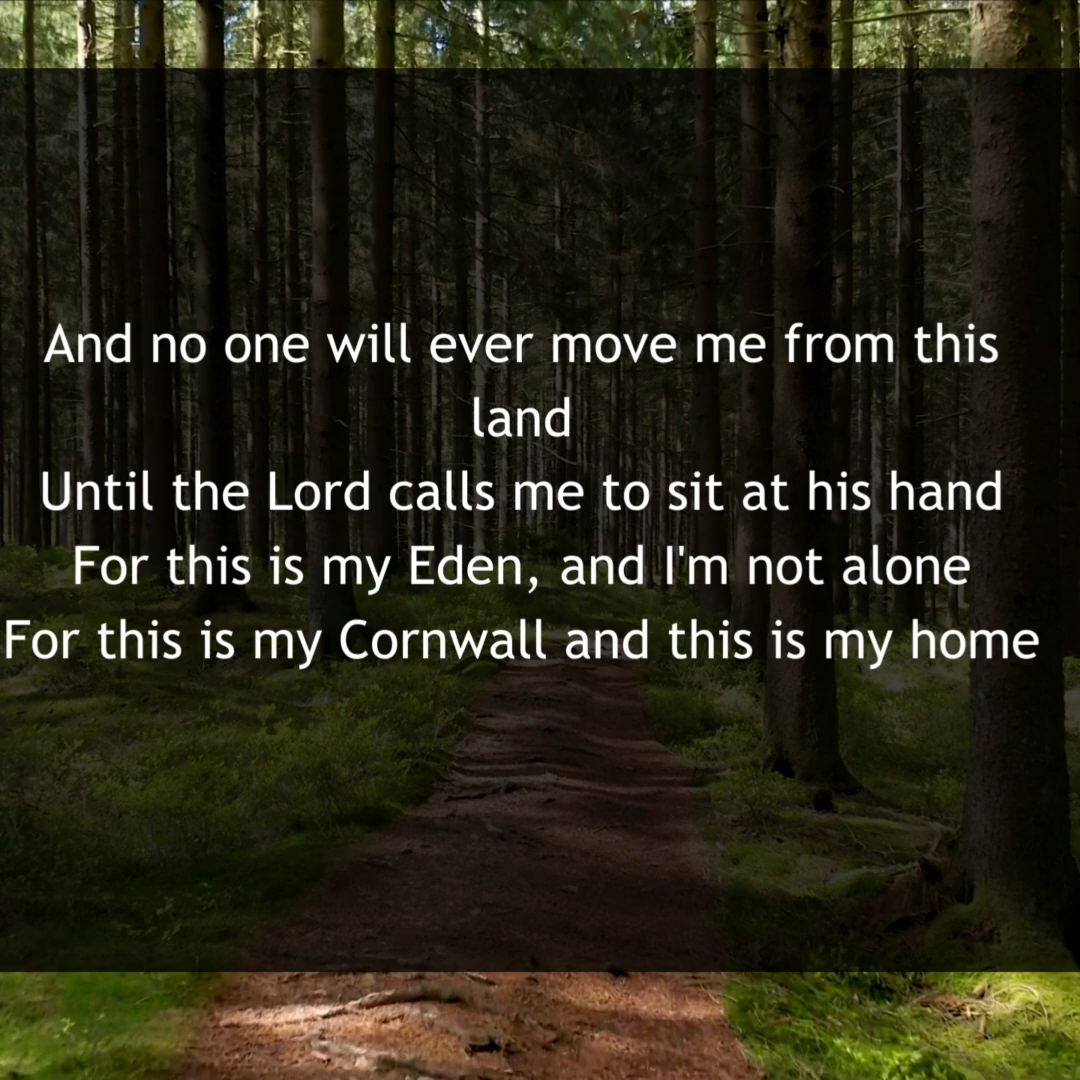 And no one will ever move me from this
land
Until the Lord calls me to sit at his hand
For this is my Eden, and I'm not alone
For this is my Cornwall and this is my home